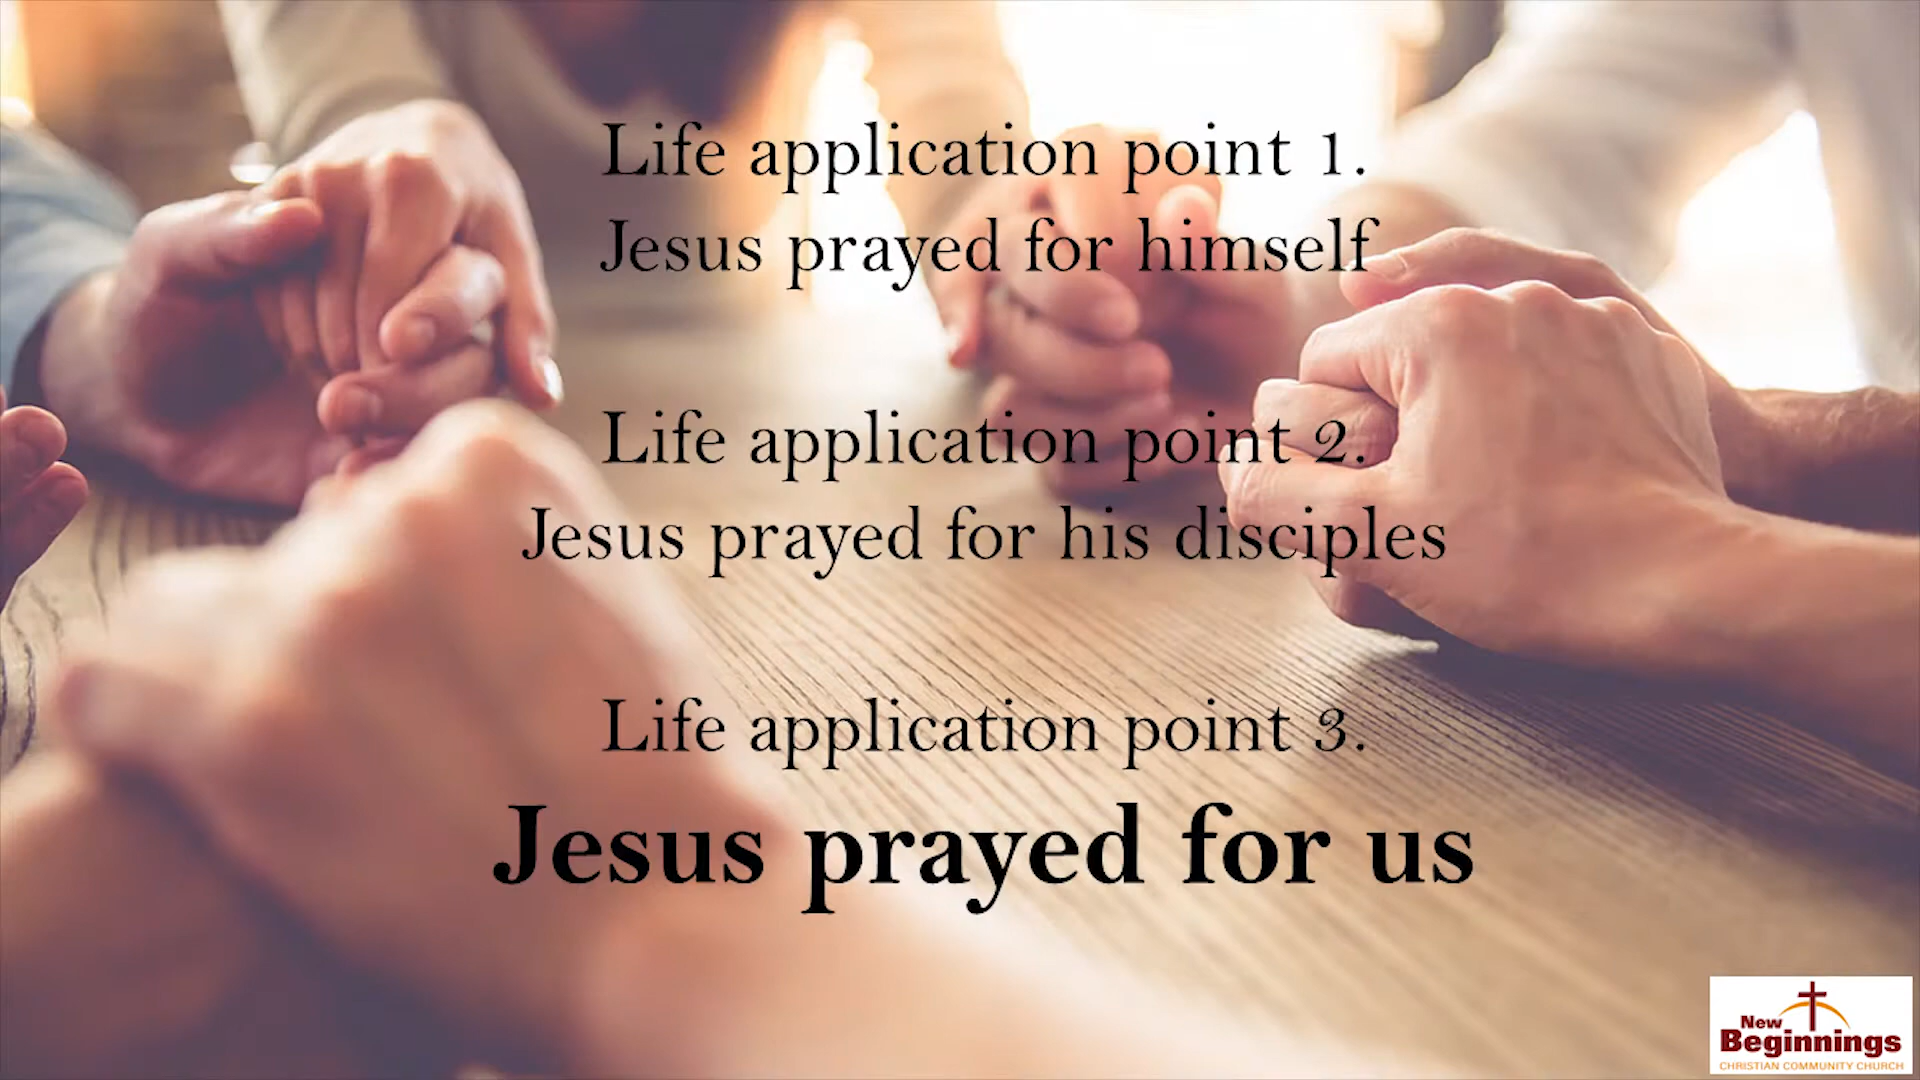 Life application point 1.
Jesus prayed for himself
Life application point 2.
Jesus prayed for his disciples
Life application point 3.
Jesus prayed for us
New
Beginnings
CHRISTIAN COMMUNITY CHURCH